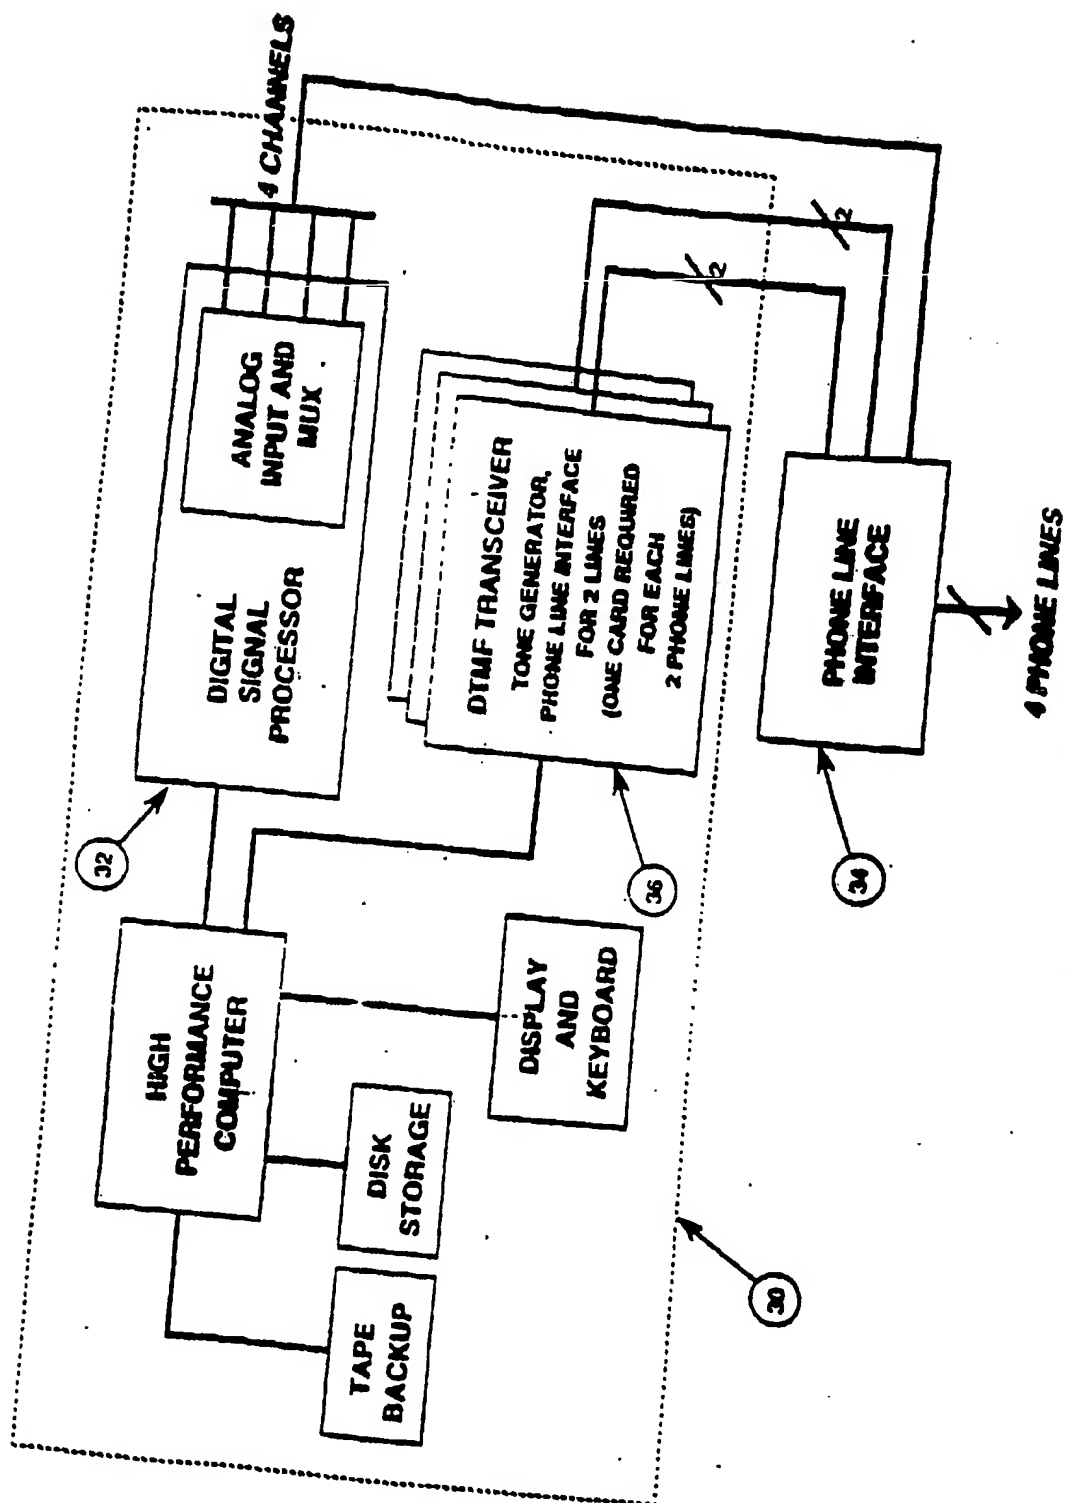 4 CHANNELS
ANALOG
INPUT AND
MUX
DIGITAL
SIGNAL
PROCESSOR
32
HIGH
PERFORMANCE
COMPUTER
TAPE
BACKUP
DISK
STORAGE
DISPLAY
AND
KEYBOARD
DTMF TRANSCEIVER
TONE GENERATOR,
PHONE LINE INTERFACE
FOR 2 LINES
(ONE CARD REQUIRED
FOR EACH
2 PHONE LINES)
36
2
2
PHONE LINE
INTERFACE
34
4 PHONE LINES
30